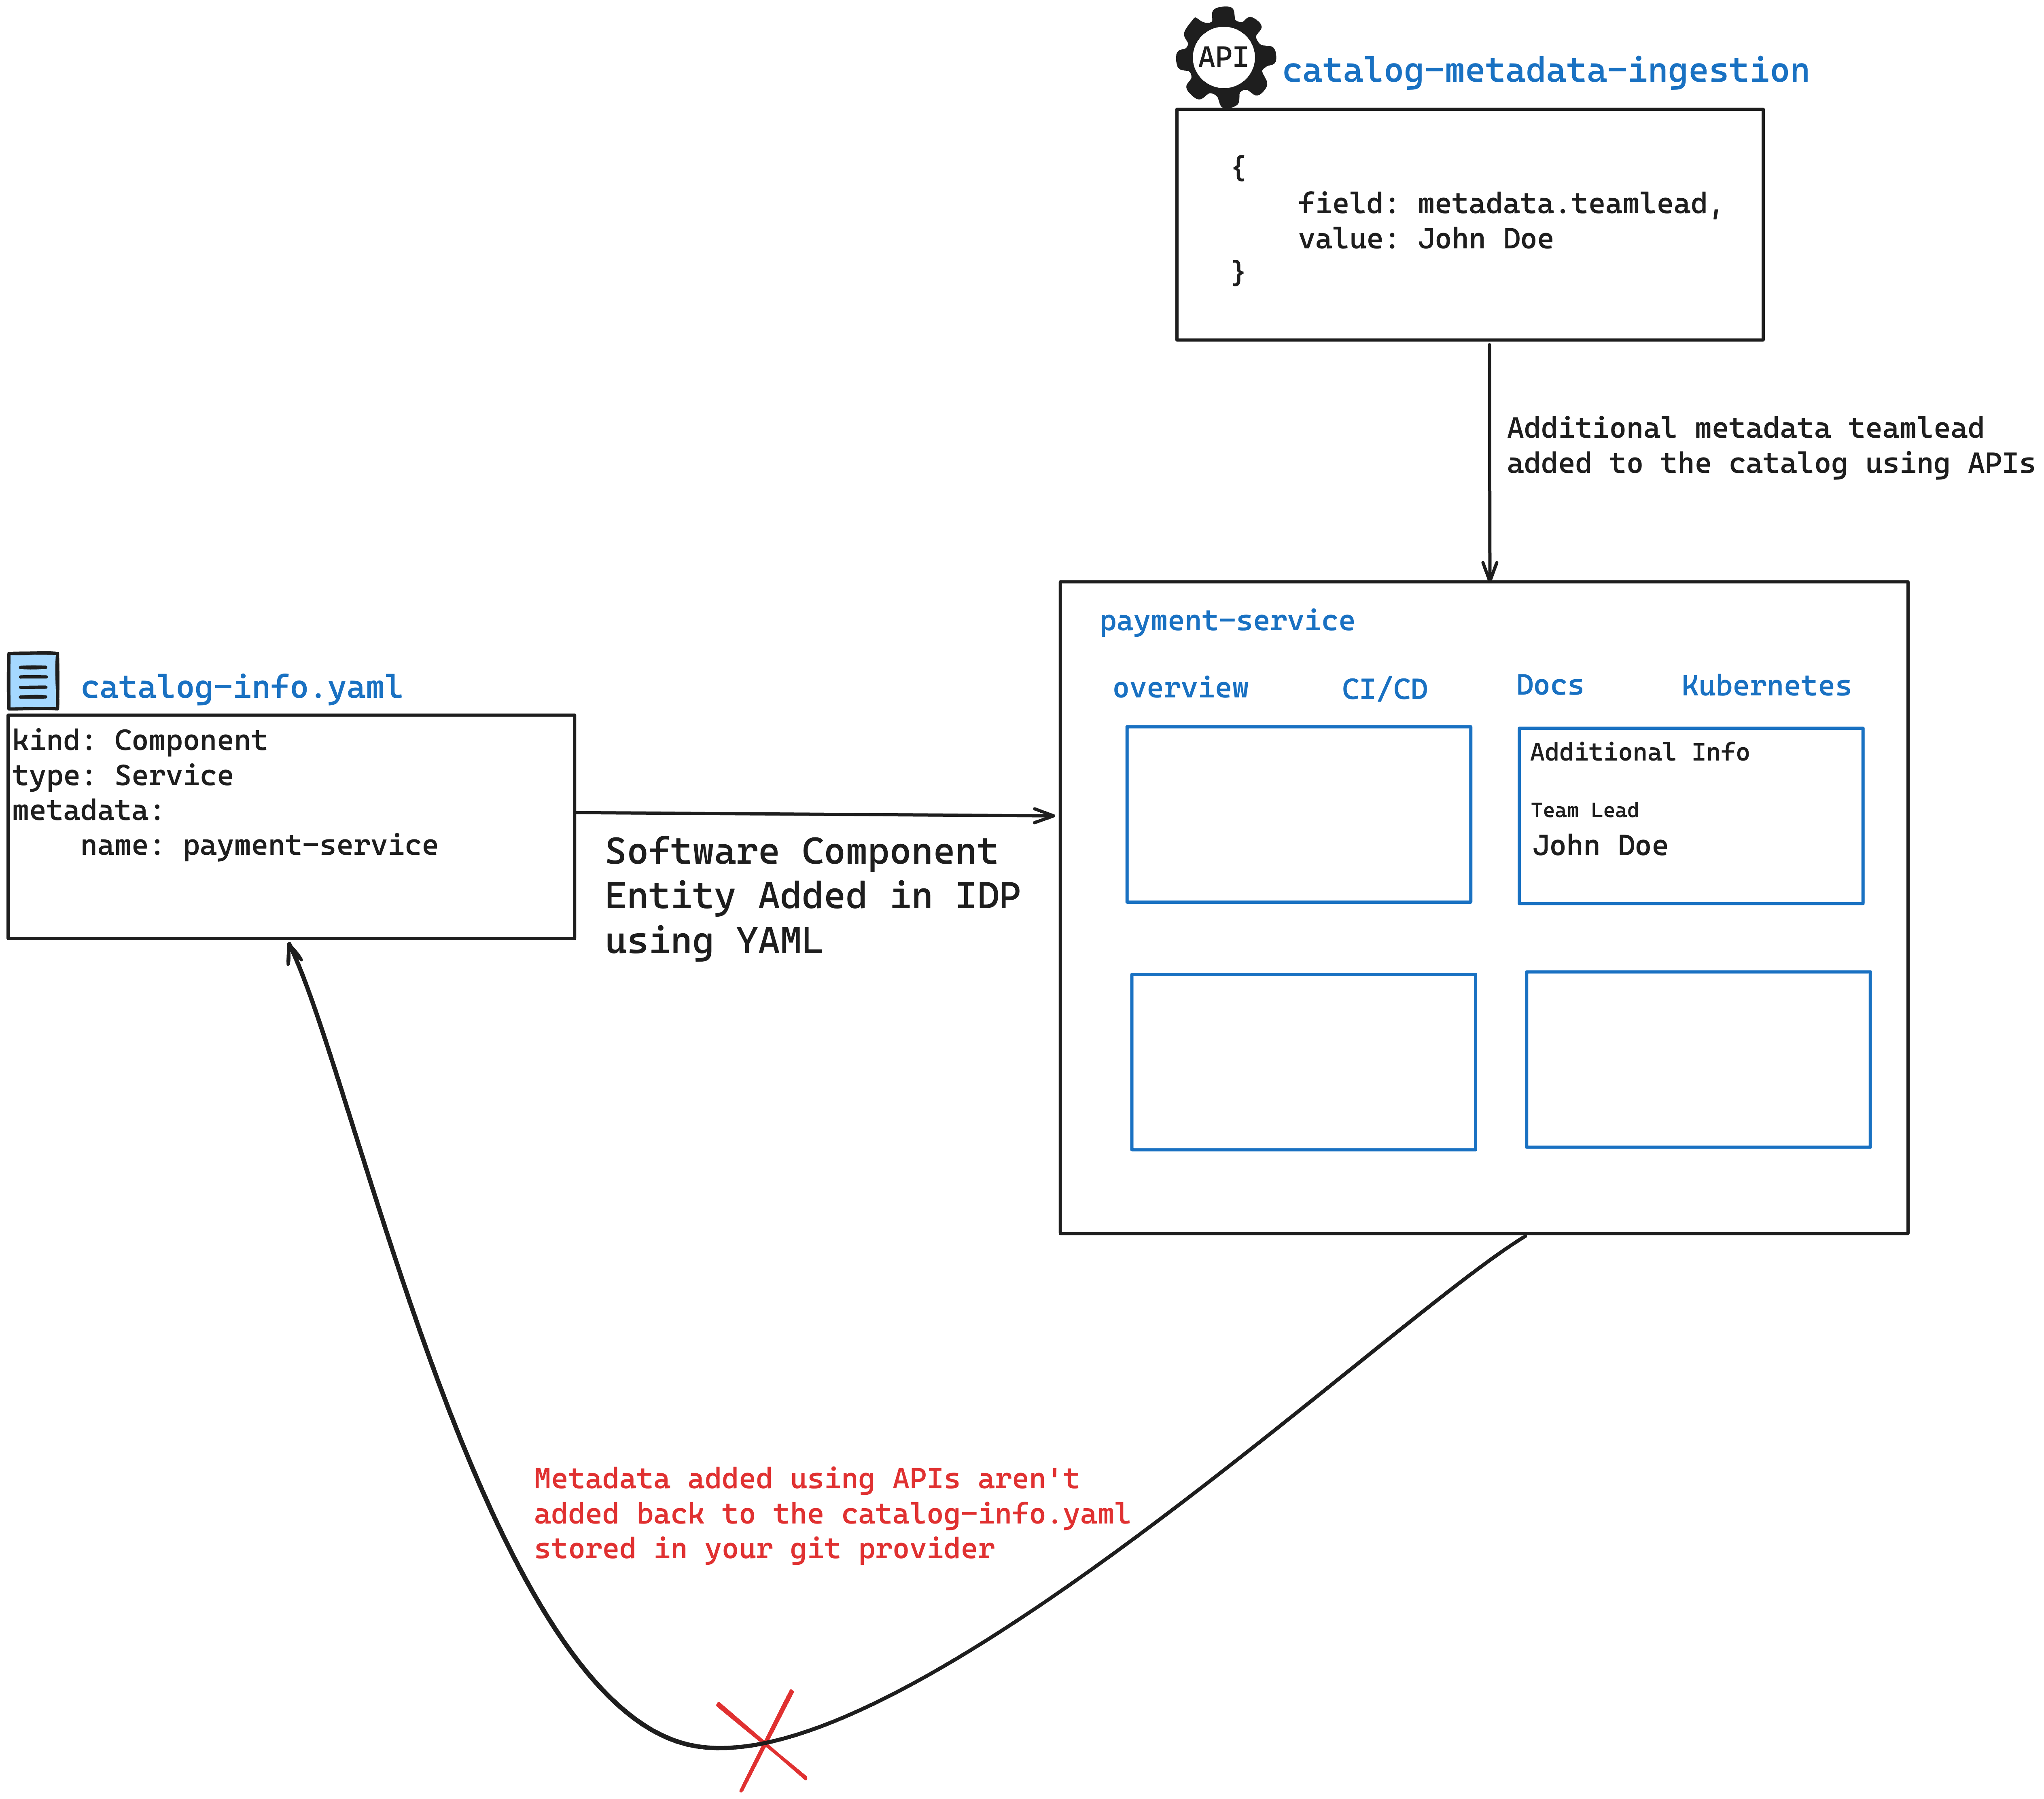 API
catalog-metadata-ingestion
{
field: metadata.teamlead,
value: John Doe
}
Additional metadata teamlead
added to the catalog using APIs
catalog-info.yaml
kind: Component
type: Service
metadata:
name: payment-service
Software Component
Entity Added in IDP
using YAML
payment-service
overview
CI/CD
Docs
Kubernetes
Additional Info
Team Lead
John Doe
Metadata added using APIs aren't
added back to the catalog-info.yaml
stored in your git provider